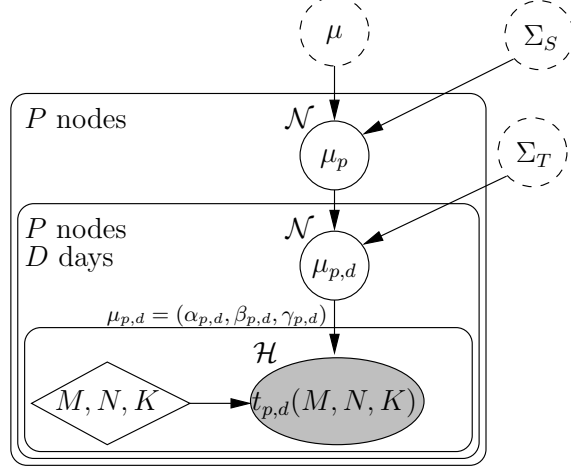 μ
Σ_S
P nodes
𝒩
μ_p
Σ_T
P nodes
D days
𝒩
μ_{p,d}
μ_{p,d} = (α_{p,d}, β_{p,d}, γ_{p,d})
ℋ
M, N, K
t_{p,d}(M, N, K)